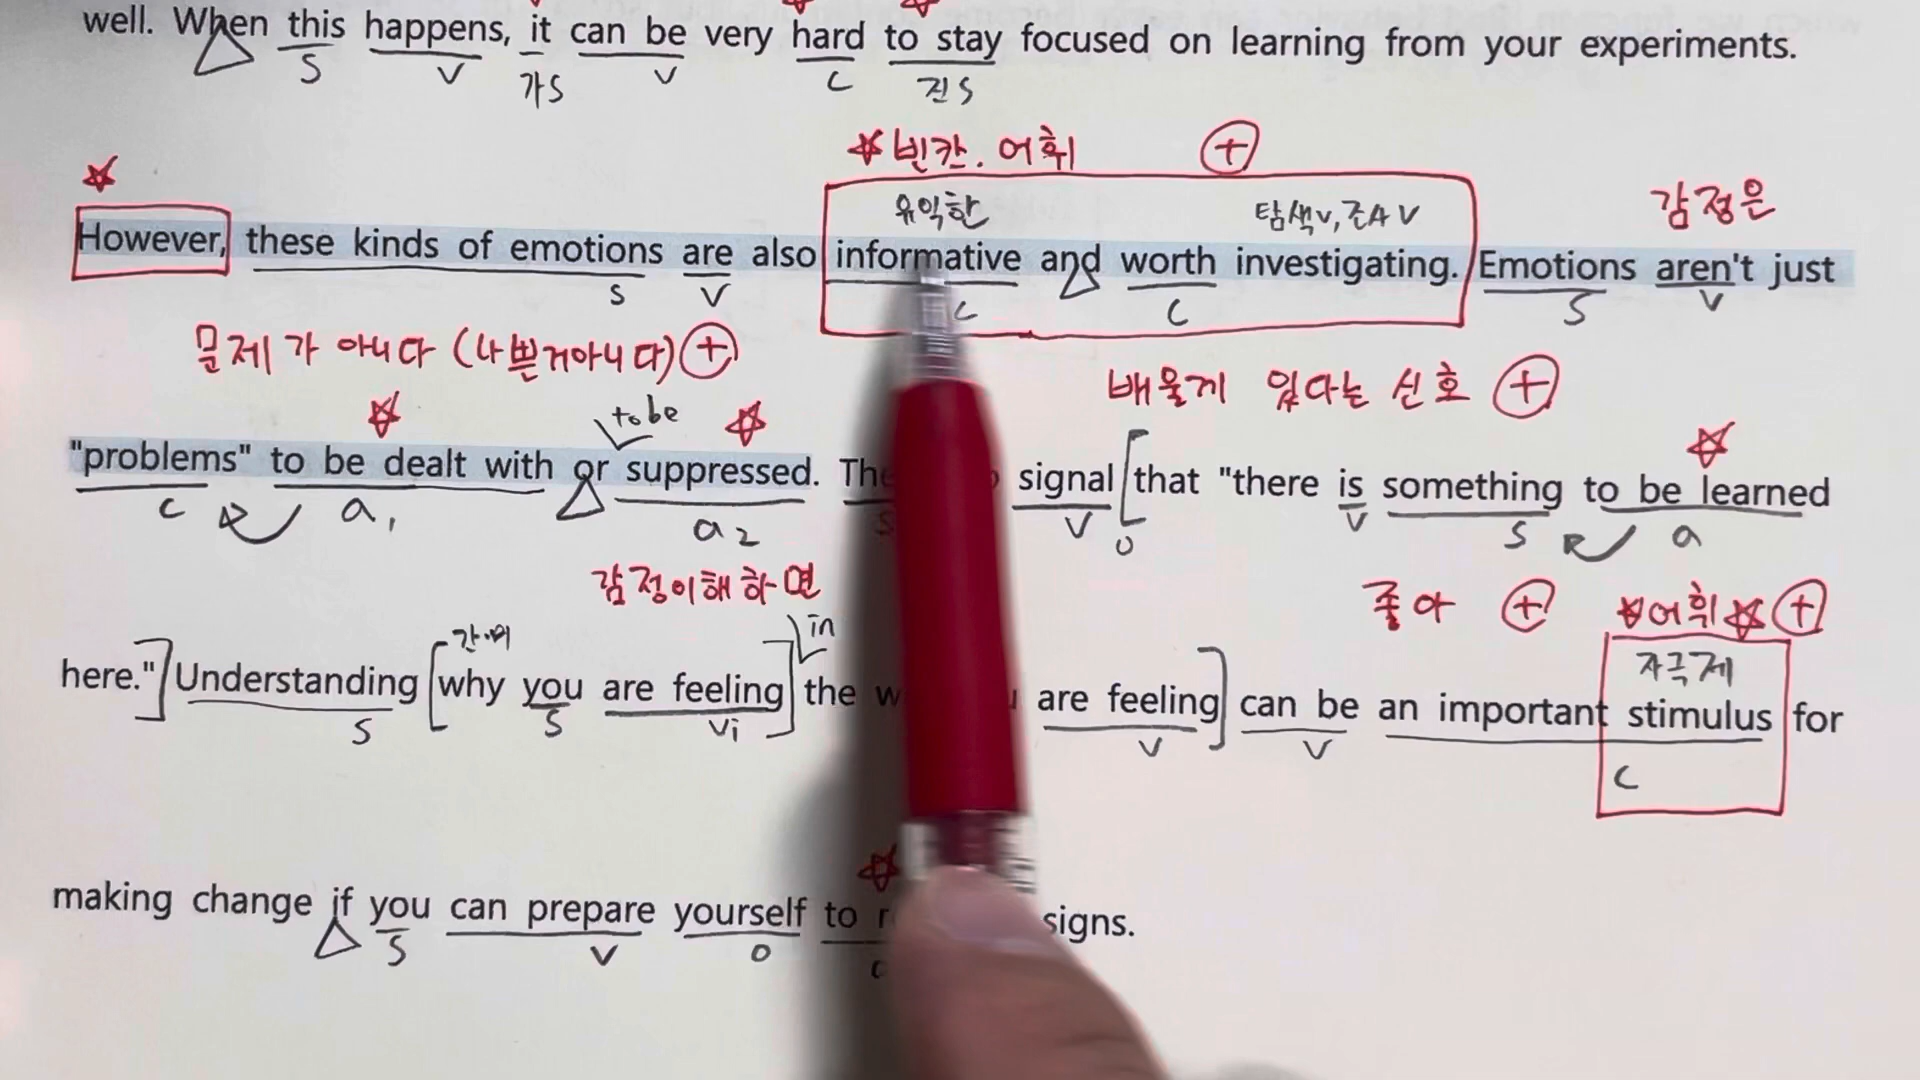 well. When this happens, it can be very hard to stay focused on learning from your experiments.
S V 가S V C 진S
빈칸. 어휘 +
유익한 탐색v, 조사v 감정은
However, these kinds of emotions are also informative and worth investigating. Emotions aren't just
S V C C S V
문제가 아니다 (나쁜거아니다) + 배울게 있다는 신호 +
to be
"problems" to be dealt with or suppressed. signal that "there is something to be learned
C a1 a2 S V O V S a
감정이해하면 좋아 + 어휘 +
간·의 in 자극제
here." Understanding why you are feeling the are feeling can be an important stimulus for
S S Vi V V C
making change if you can prepare yourself to signs.
S V O